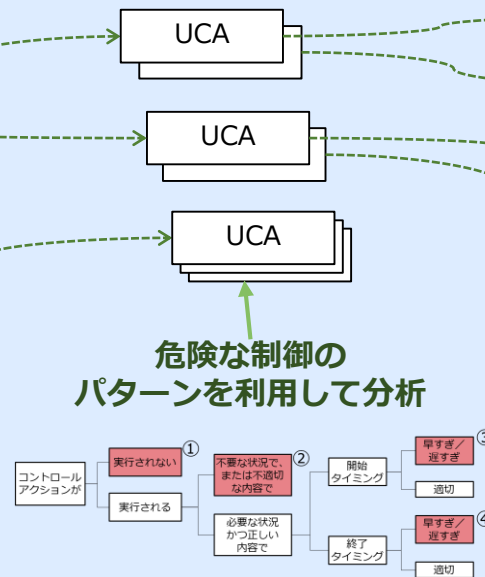 UCA
UCA
UCA
危険な制御の
パターンを利用して分析
コントロール
アクションが
実行されない
①
実行される
不要な状況で、
または不適切
な内容で
②
必要な状況
かつ正しい
内容で
開始
タイミング
早すぎ／
遅すぎ
③
適切
終了
タイミング
早すぎ／
遅すぎ
④
適切